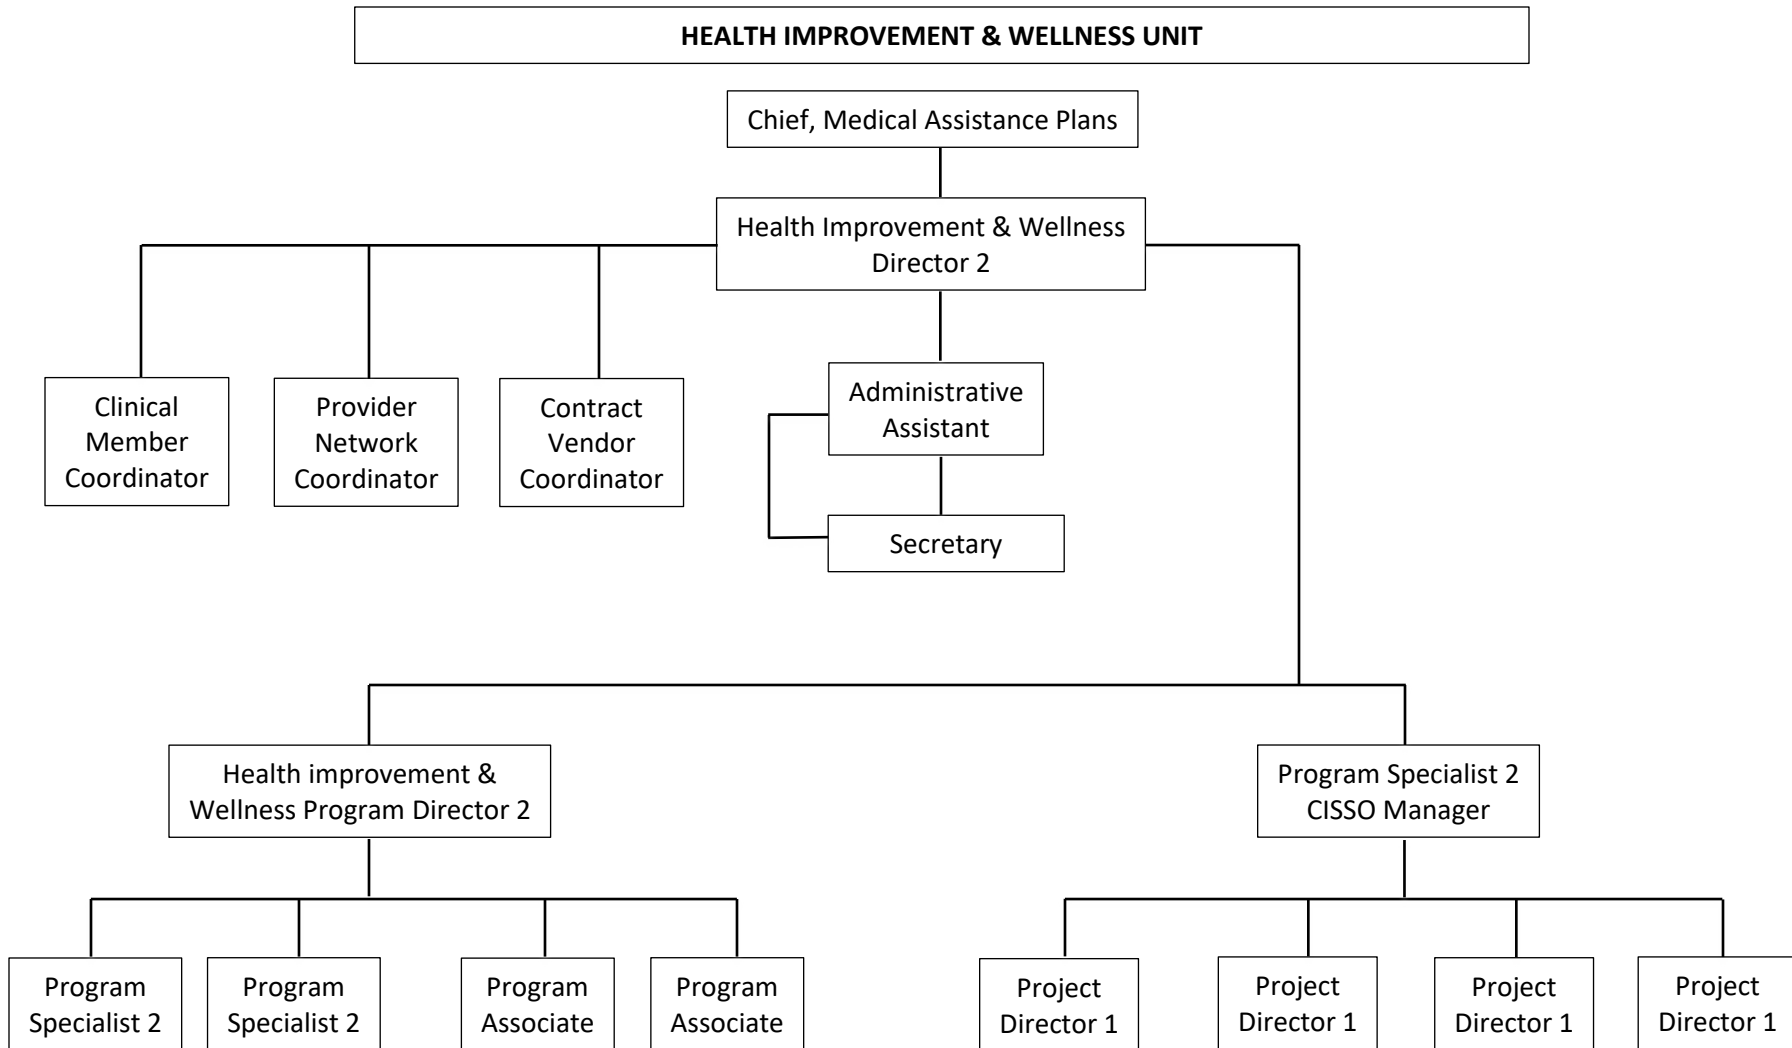 HEALTH IMPROVEMENT & WELLNESS UNIT
Chief, Medical Assistance Plans
Health Improvement & Wellness
Director 2
Clinical
Member
Coordinator
Provider
Network
Coordinator
Contract
Vendor
Coordinator
Administrative
Assistant
Secretary
Health improvement &
Wellness Program Director 2
Program Specialist 2
CISSO Manager
Program
Specialist 2
Program
Specialist 2
Program
Associate
Program
Associate
Project
Director 1
Project
Director 1
Project
Director 1
Project
Director 1